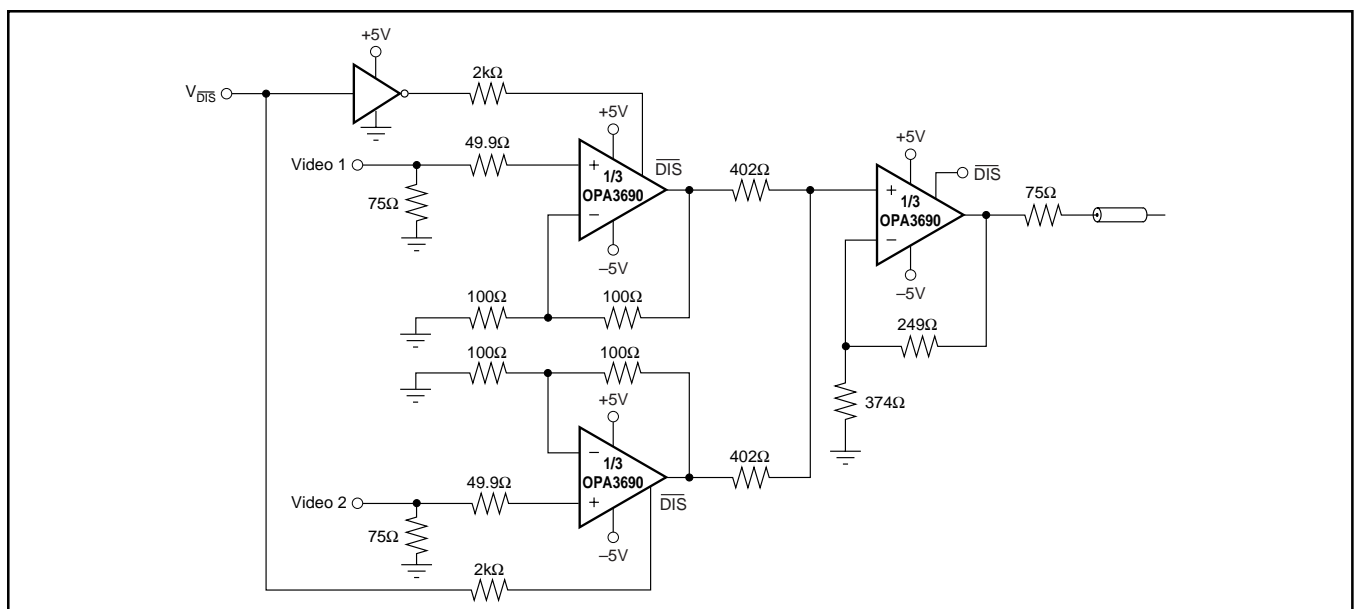 +5V
V DIS
2kΩ
+5V
49.9Ω
DIS
Video 1
+
1/3
OPA3690
−
75Ω
−5V
402Ω
100Ω
100Ω
+5V
DIS
+
1/3
OPA3690
−
75Ω
−5V
249Ω
374Ω
100Ω
100Ω
+5V
−
1/3
OPA3690
+
402Ω
49.9Ω
DIS
Video 2
75Ω
−5V
2kΩ